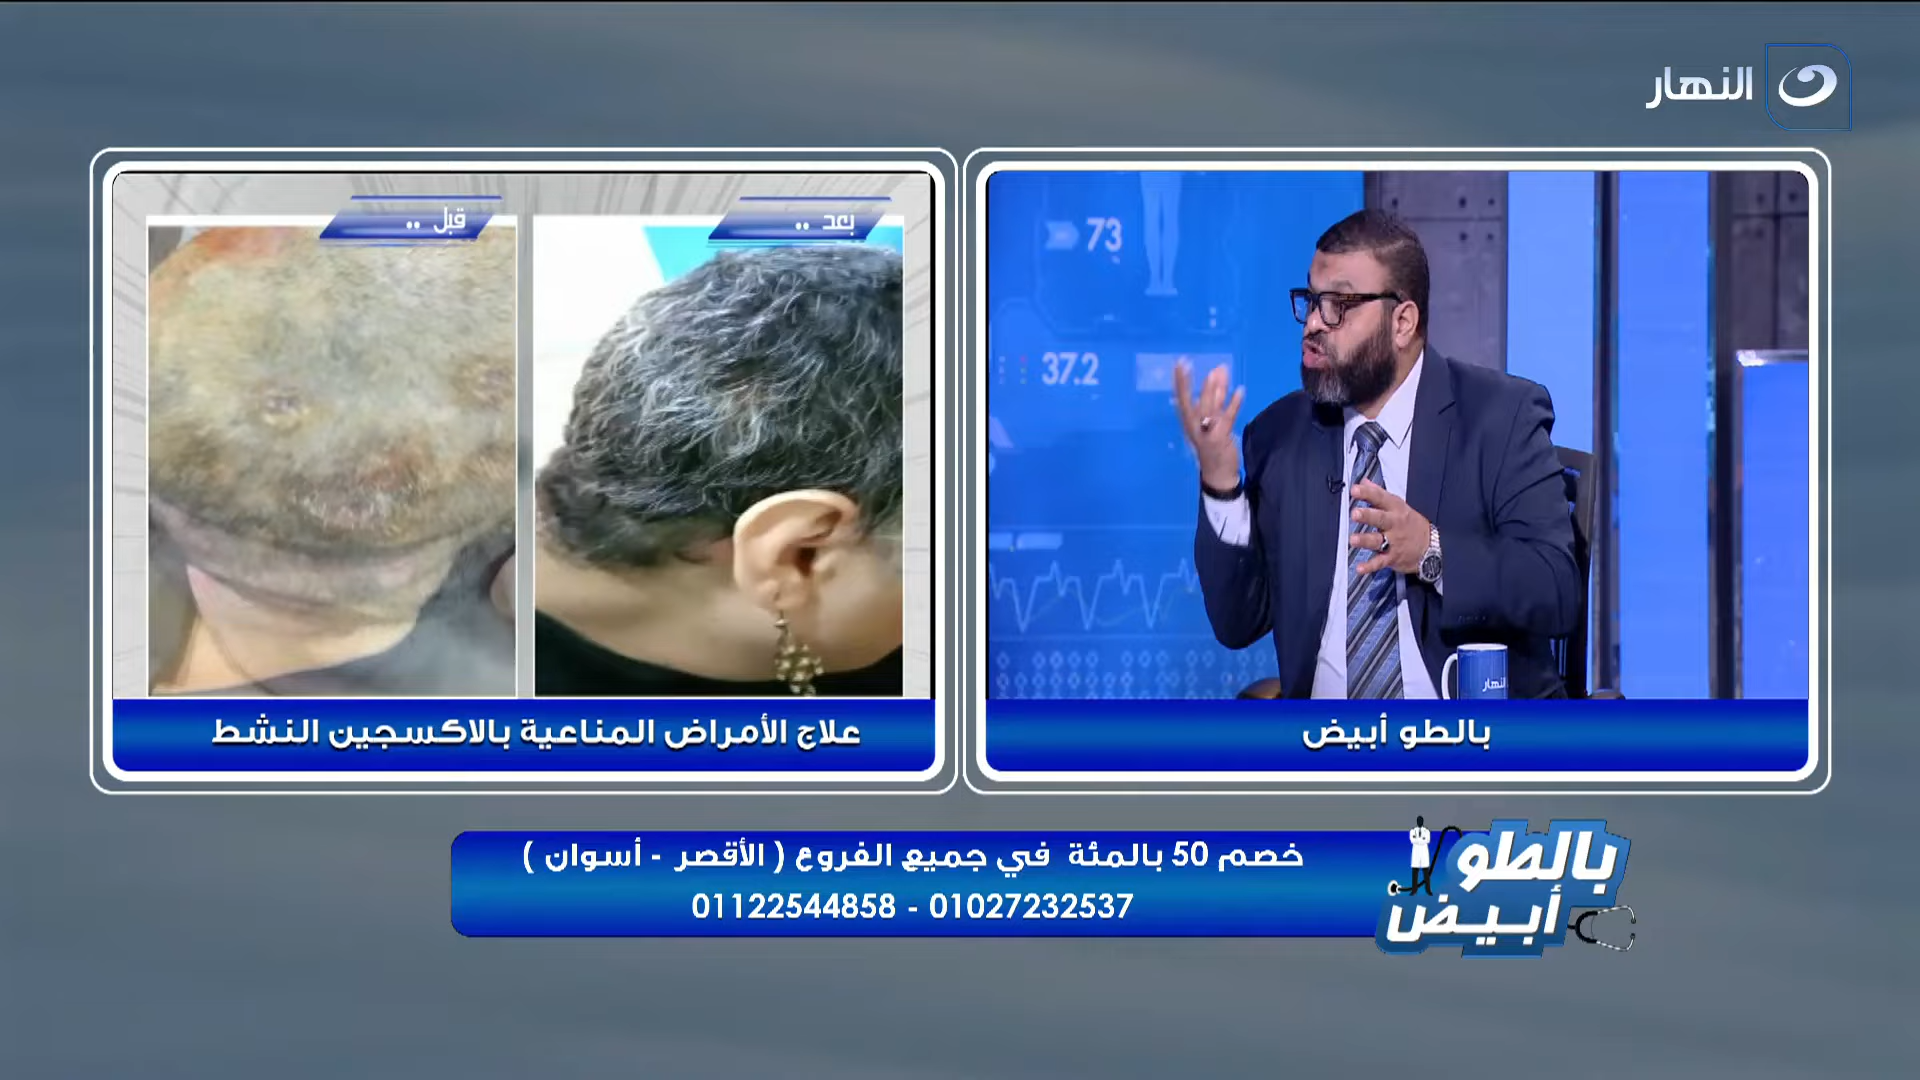 النهار
قبل ..
بعد ..
73
37.2
النهار
علاج الأمراض المناعية بالاكسجين النشط
بالطو أبيض
خصم 50 بالمئة في جميع الفروع ( الأقصر - أسوان )
01122544858 - 01027232537
بالطو
أبيض